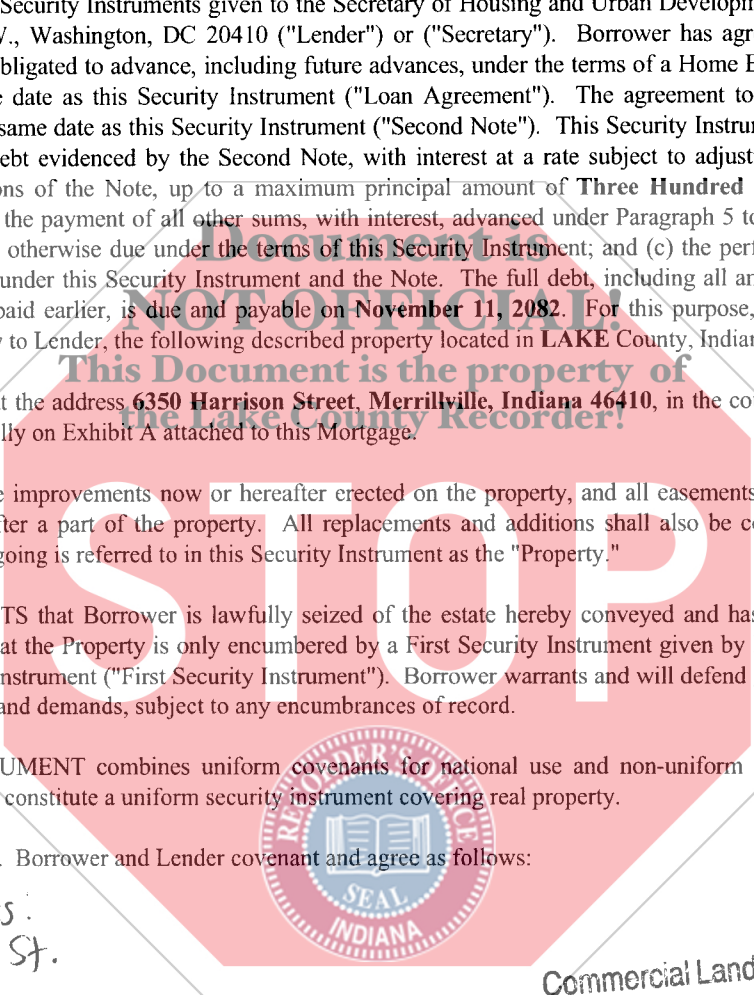 Security Instruments given to the Secretary of Housing and Urban Developm
V., Washington, DC 20410 ("Lender") or ("Secretary"). Borrower has agr
bligated to advance, including future advances, under the terms of a Home E
e date as this Security Instrument ("Loan Agreement"). The agreement to
same date as this Security Instrument ("Second Note"). This Security Instru
ebt evidenced by the Second Note, with interest at a rate subject to adjust
ons of the Note, up to a maximum principal amount of Three Hundred
the payment of all other sums, with interest, advanced under Paragraph 5 to
otherwise due under the terms of this Security Instrument; and (c) the per
Document is
under this Security Instrument and the Note. The full debt, including all a
NOT OFFICIAL!
paid earlier, is due and payable on November 11, 2082. For this purpose,
y to Lender, the following described property located in LAKE County, Indian
This Document is the property of
t the address 6350 Harrison Street, Merrillville, Indiana 46410, in the co
the Lake County Recorder!
lly on Exhibit A attached to this Mortgage.
e improvements now or hereafter erected on the property, and all easements
fter a part of the property. All replacements and additions shall also be c
going is referred to in this Security Instrument as the "Property."
STOP
TS that Borrower is lawfully seized of the estate hereby conveyed and has
at the Property is only encumbered by a First Security Instrument given by
nstrument ("First Security Instrument"). Borrower warrants and will defend
and demands, subject to any encumbrances of record.
UMENT combines uniform covenants for national use and non-uniform
constitute a uniform security instrument covering real property.
RECORDER'S OFFICE
. Borrower and Lender covenant and agree as follows:
SEAL
INDIANA
s.
St.
Commercial Land